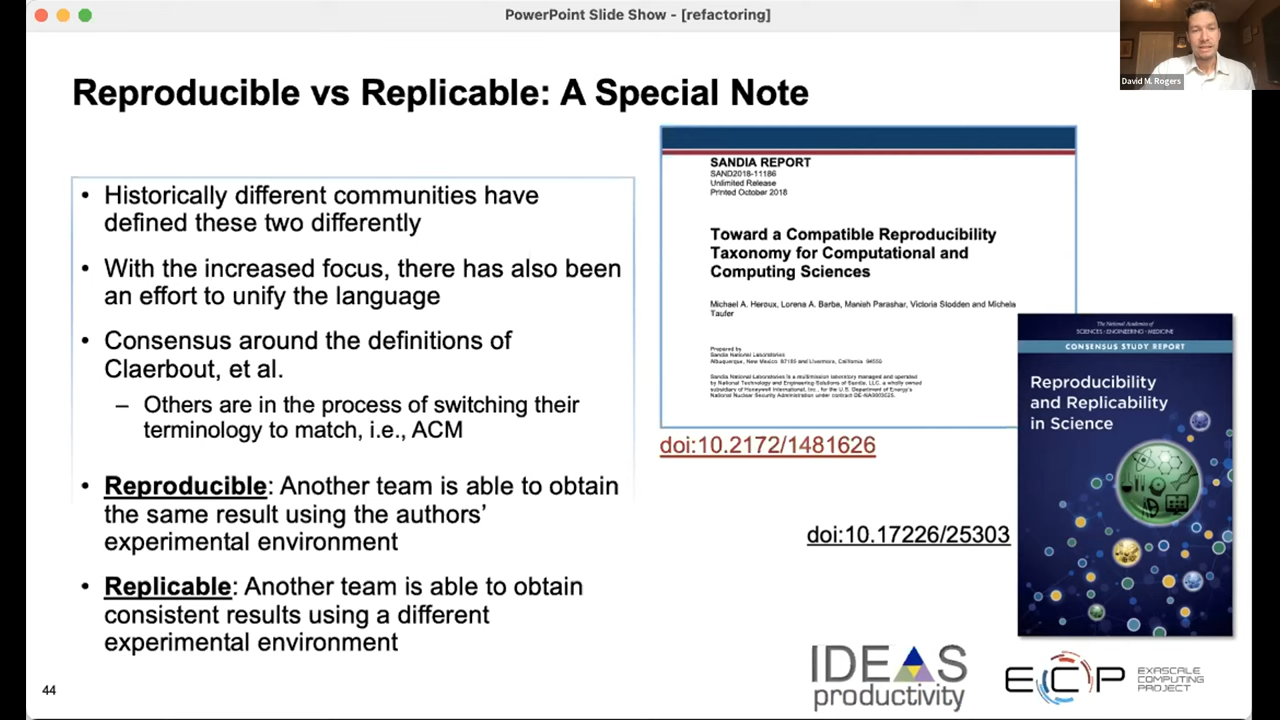 PowerPoint Slide Show - [refactoring]
David M. Rogers
Reproducible vs Replicable: A Special Note
• Historically different communities have
defined these two differently
• With the increased focus, there has also been
an effort to unify the language
• Consensus around the definitions of
Claerbout, et al.
– Others are in the process of switching their
terminology to match, i.e., ACM
• Reproducible: Another team is able to obtain
the same result using the authors’
experimental environment
• Replicable: Another team is able to obtain
consistent results using a different
experimental environment
SANDIA REPORT
SAND2018-11186
Unlimited Release
Printed October 2018
Toward a Compatible Reproducibility
Taxonomy for Computational and
Computing Sciences
Michael A. Heroux, Lorena A. Barba, Manish Parashar, Victoria Stodden and Michela
Taufer
Prepared by
Sandia National Laboratories
Albuquerque, New Mexico 87185 and Livermore, California 94550
Sandia National Laboratories is a multimission laboratory managed and operated
by National Technology and Engineering Solutions of Sandia, LLC, a wholly owned
subsidiary of Honeywell International, Inc., for the U.S. Department of Energy's
National Nuclear Security Administration under contract DE-NA0003525.
doi:10.2172/1481626
The National Academies of
SCIENCES • ENGINEERING • MEDICINE
CONSENSUS STUDY REPORT
Reproducibility
and Replicability
in Science
doi:10.17226/25303
IDEAS
productivity
ECP
EXASCALE
COMPUTING
PROJECT
44